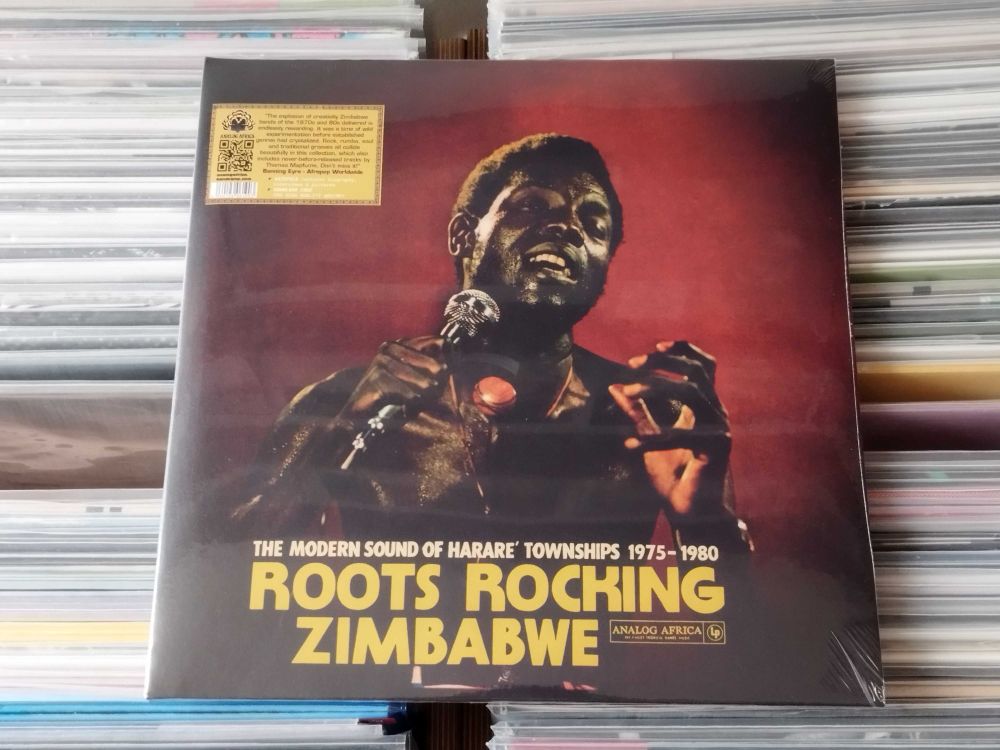 "The explosion of creativity Zimbabwe
bands of the 1970s and 80s delivered is
endlessly rewarding. It was a time of wild
experimentation before established
genres had crystalized. Rock, rumba, soul
and traditional grooves all collide
beautifully in this collection, which also
includes never-before-released tracks by
Thomas Mapfumo. Don't miss it!"
Banning Eyre - Afropop Worldwide
ANALOG AFRICA
THE MODERN SOUND OF HARARE' TOWNSHIPS 1975-1980
ROOTS ROCKING
ZIMBABWE
ANALOG AFRICA Lp